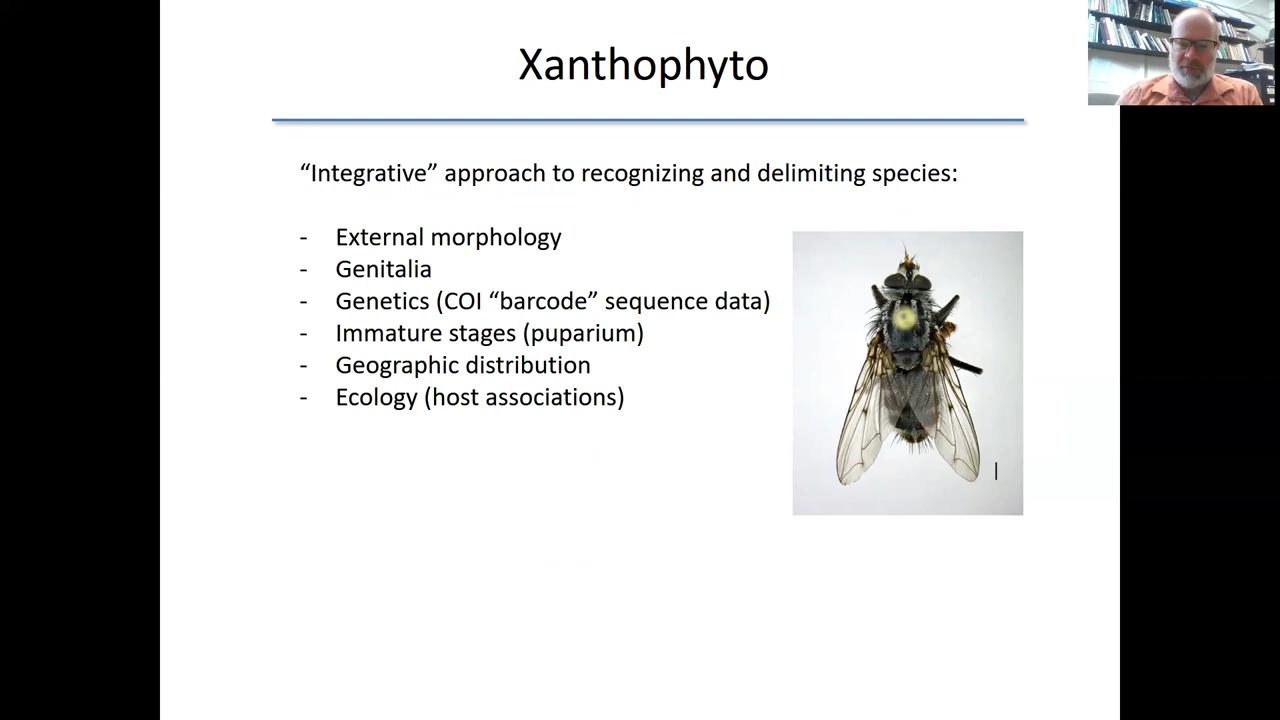 Xanthophyto
“Integrative” approach to recognizing and delimiting species:
- External morphology
- Genitalia
- Genetics (COI “barcode” sequence data)
- Immature stages (puparium)
- Geographic distribution
- Ecology (host associations)